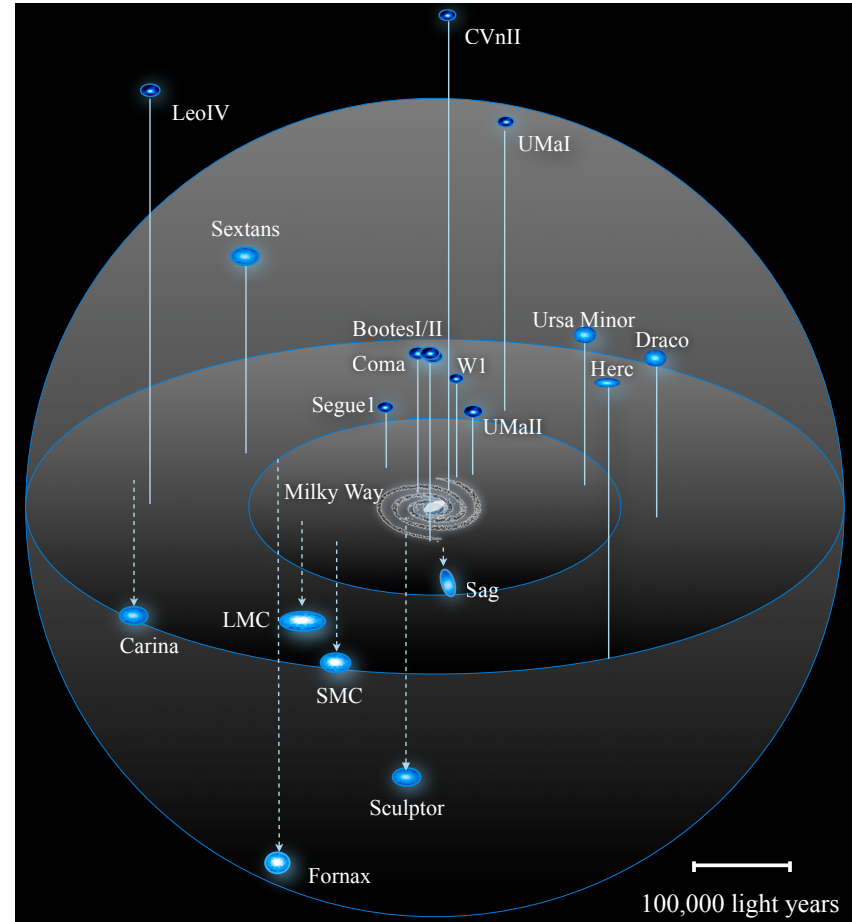 CVnII
LeoIV
UMaI
Sextans
Ursa Minor
BootesI/II
Draco
Coma
W1
Herc
Segue1
UMaII
Milky Way
Sag
LMC
Carina
SMC
Sculptor
Fornax
100,000 light years